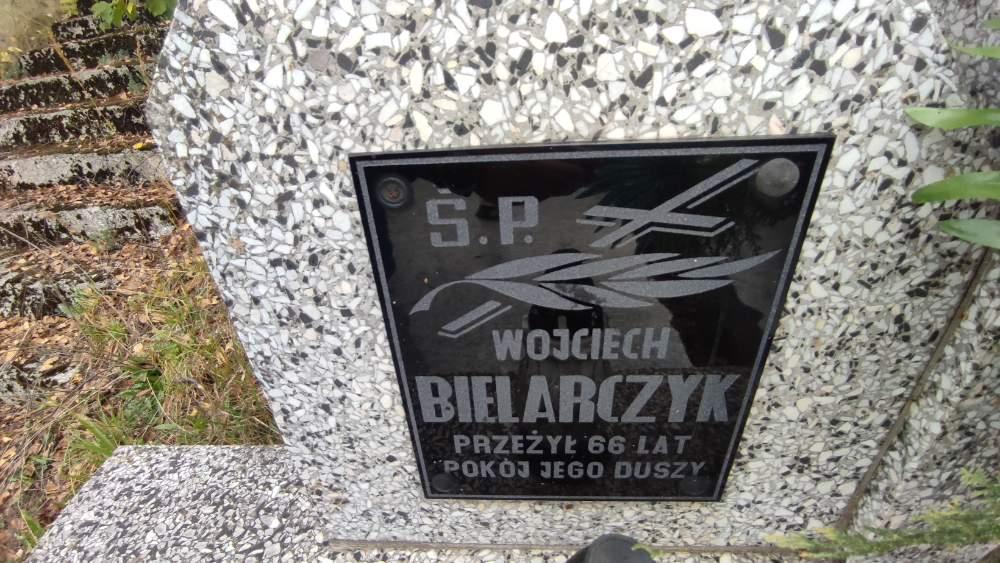 Ś.P.
WOJCIECH
BIELARCZYK
PRZEŻYŁ 66 LAT
POKÓJ JEGO DUSZY